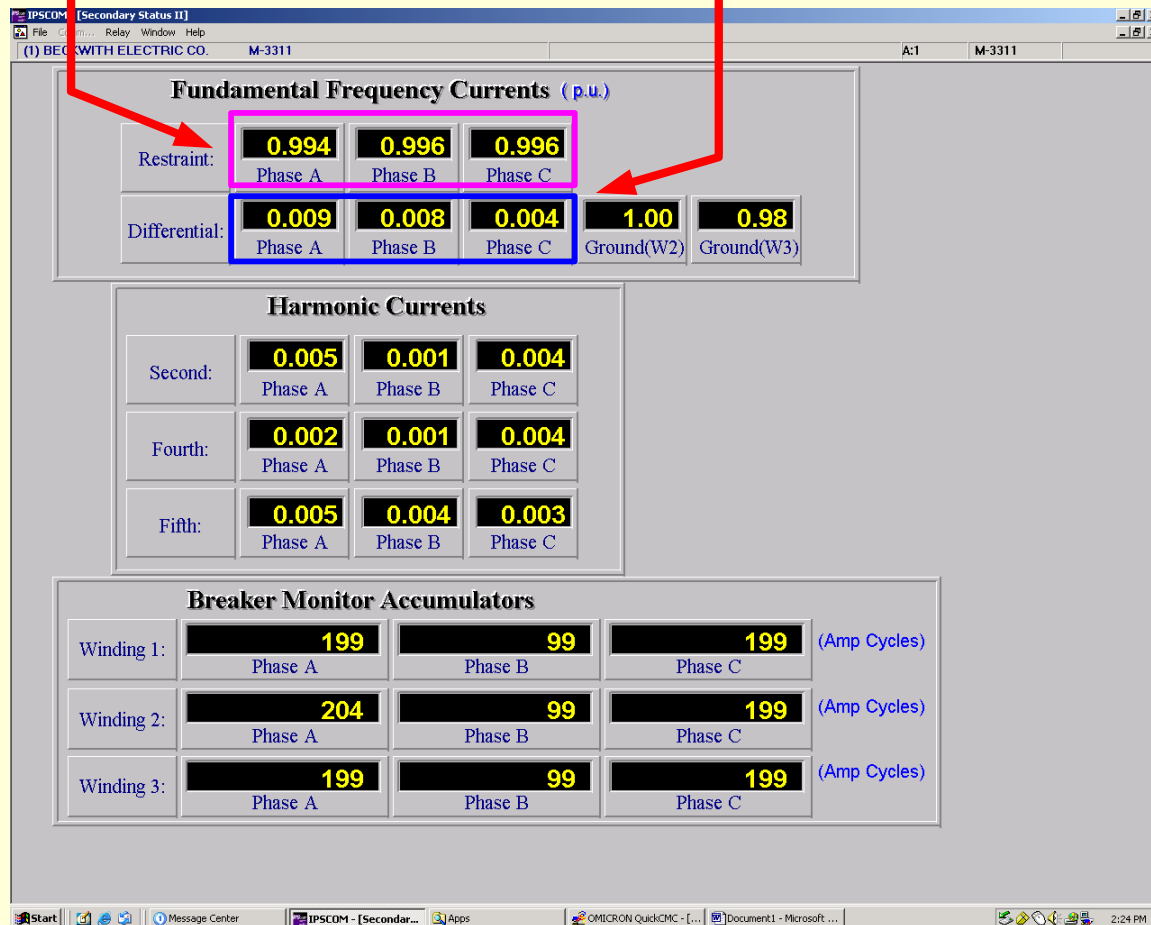 IPSCOM - [Secondary Status II]
File Comm... Relay Window Help
(1) BECKWITH ELECTRIC CO. M-3311 A:1 M-3311
Fundamental Frequency Currents ( p.u.)
Restraint: 0.994 0.996 0.996
Phase A Phase B Phase C
Differential: 0.009 0.008 0.004 1.00 0.98
Phase A Phase B Phase C Ground(W2) Ground(W3)
Harmonic Currents
Second: 0.005 0.001 0.004
Phase A Phase B Phase C
Fourth: 0.002 0.001 0.004
Phase A Phase B Phase C
Fifth: 0.005 0.004 0.003
Phase A Phase B Phase C
Breaker Monitor Accumulators
Winding 1: 199 99 199 (Amp Cycles)
Phase A Phase B Phase C
Winding 2: 204 99 199 (Amp Cycles)
Phase A Phase B Phase C
Winding 3: 199 99 199 (Amp Cycles)
Phase A Phase B Phase C
Start Message Center IPSCOM - [Secondar... Apps OMICRON QuickCMC - [... Document1 - Microsoft ... 2:24 PM